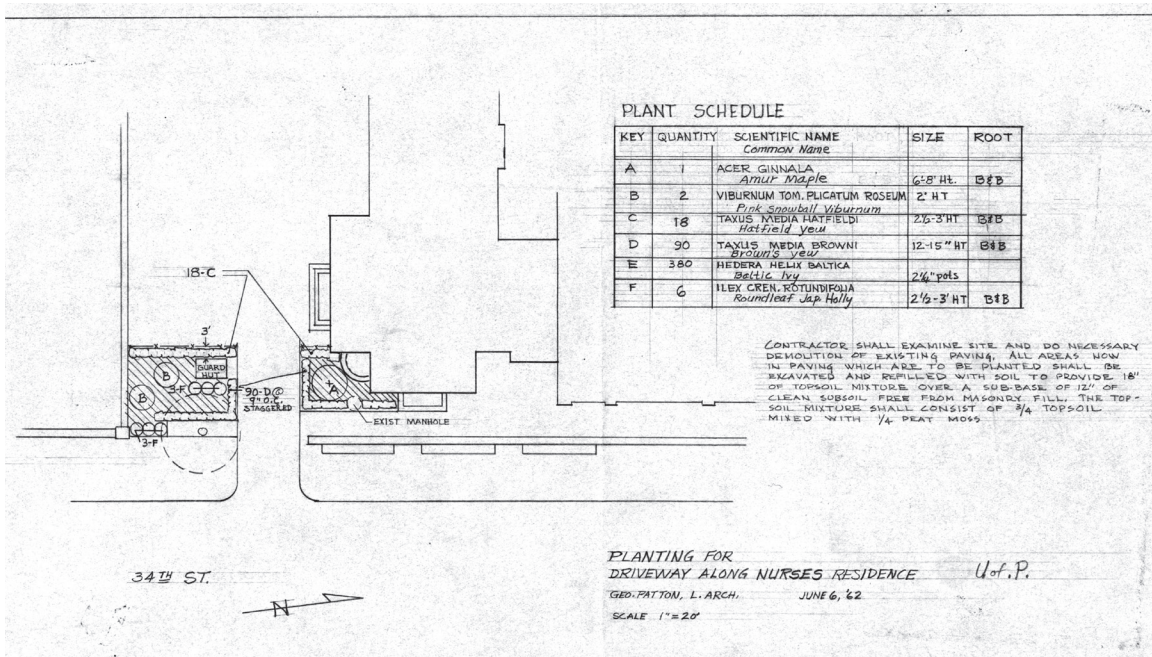 PLANT SCHEDULE
KEY QUANTITY SCIENTIFIC NAME SIZE ROOT
Common Name
A 1 ACER GINNALA
Amur Maple 6-8' Ht. B&B
B 2 VIBURNUM TOM. PLICATUM ROSEUM 2' HT
Pink Snowball Viburnum
C 18 TAXUS MEDIA HATFIELDI 2½-3' HT B&B
Hatfield yew
D 90 TAXUS MEDIA BROWNI 12-15" HT B&B
Brown's yew
E 380 HEDERA HELIX BALTICA
Baltic Ivy 2¼" pots
F 6 ILEX CREN. ROTUNDIFOLIA
Roundleaf Jap. Holly 2½-3' HT B&B
18-C
3'
B
GUARD
HUT
3-F
B
A
90-D @
9" O.C.
STAGGERED
EXIST MANHOLE
3-F
CONTRACTOR SHALL EXAMINE SITE AND DO NECESSARY
DEMOLITION OF EXISTING PAVING. ALL AREAS NOW
IN PAVING WHICH ARE TO BE PLANTED SHALL BE
EXCAVATED AND REFILLED WITH SOIL TO PROVIDE 18"
OF TOPSOIL MIXTURE OVER A SUB-BASE OF 12" OF
CLEAN SUBSOIL FREE FROM MASONRY FILL. THE TOP-
SOIL MIXTURE SHALL CONSIST OF ¾ TOPSOIL
MIXED WITH ¼ PEAT MOSS
34TH ST.
N
PLANTING FOR
DRIVEWAY ALONG NURSES RESIDENCE U of P.
GEO. PATTON, L. ARCH. JUNE 6, '62
SCALE 1" = 20'